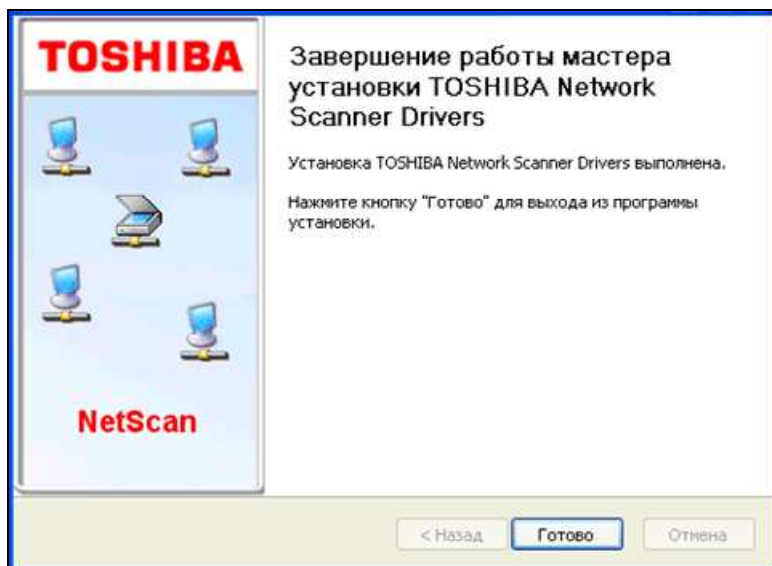 TOSHIBA
NetScan
Завершение работы мастера
установки TOSHIBA Network
Scanner Drivers
Установка TOSHIBA Network Scanner Drivers выполнена.
Нажмите кнопку "Готово" для выхода из программы
установки.
< Назад
Готово
Отмена